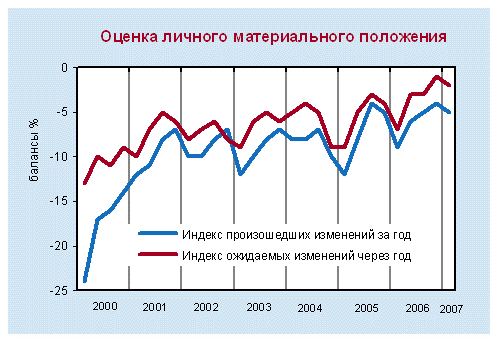 Оценка личного материального положения
балансы %
0
-5
-10
-15
-20
-25
Индекс произошедших изменений за год
Индекс ожидаемых изменений через год
2000 2001 2002 2003 2004 2005 2006 2007